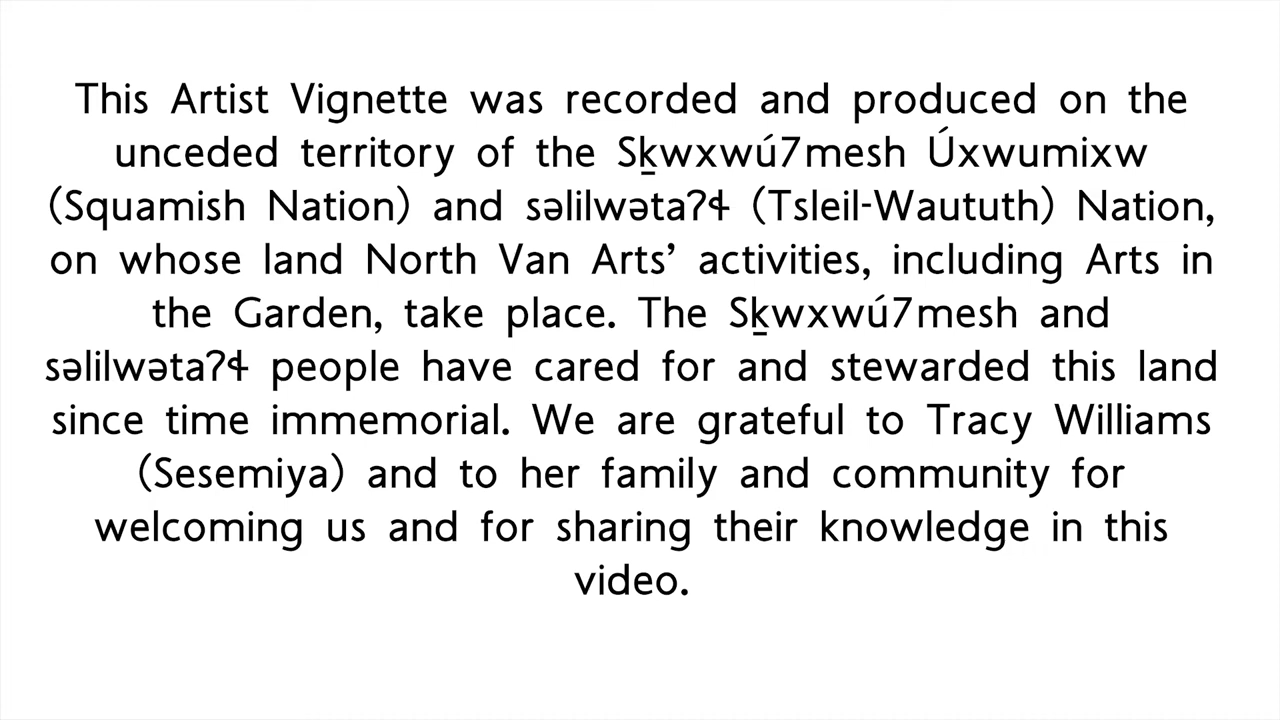 This Artist Vignette was recorded and produced on the
unceded territory of the Sḵwxwú7mesh Úxwumixw
(Squamish Nation) and səlilwətaʔɬ (Tsleil-Waututh) Nation,
on whose land North Van Arts’ activities, including Arts in
the Garden, take place. The Sḵwxwú7mesh and
səlilwətaʔɬ people have cared for and stewarded this land
since time immemorial. We are grateful to Tracy Williams
(Sesemiya) and to her family and community for
welcoming us and for sharing their knowledge in this
video.